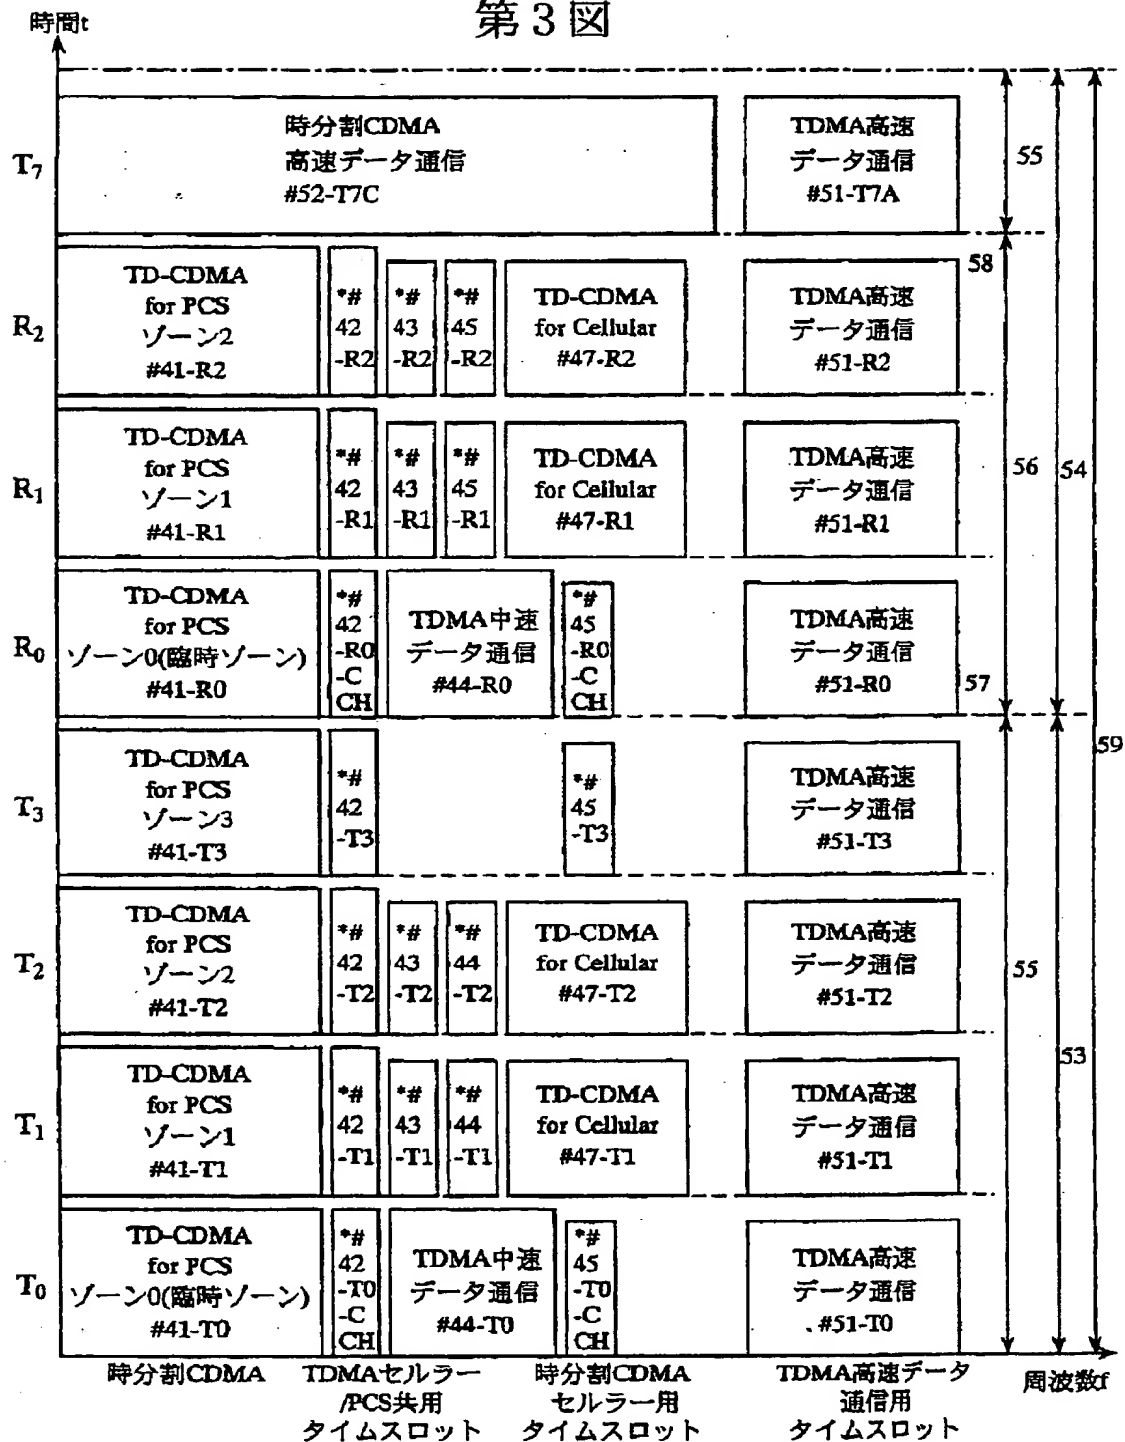 第3図
時間t
T7
時分割CDMA
高速データ通信
#52-T7C
TDMA高速
データ通信
#51-T7A
55
R2
TD-CDMA
for PCS
ゾーン2
#41-R2
*#
42
-R2
*#
43
-R2
*#
45
-R2
TD-CDMA
for Cellular
#47-R2
TDMA高速
データ通信
#51-R2
58
R1
TD-CDMA
for PCS
ゾーン1
#41-R1
*#
42
-R1
*#
43
-R1
*#
45
-R1
TD-CDMA
for Cellular
#47-R1
TDMA高速
データ通信
#51-R1
56
54
R0
TD-CDMA
for PCS
ゾーン0(臨時ゾーン)
#41-R0
*#
42
-R0
-C
CH
TDMA中速
データ通信
#44-R0
*#
45
-R0
-C
CH
TDMA高速
データ通信
#51-R0
57
59
T3
TD-CDMA
for PCS
ゾーン3
#41-T3
*#
42
-T3
*#
45
-T3
TDMA高速
データ通信
#51-T3
T2
TD-CDMA
for PCS
ゾーン2
#41-T2
*#
42
-T2
*#
43
-T2
*#
44
-T2
TD-CDMA
for Cellular
#47-T2
TDMA高速
データ通信
#51-T2
55
53
T1
TD-CDMA
for PCS
ゾーン1
#41-T1
*#
42
-T1
*#
43
-T1
*#
44
-T1
TD-CDMA
for Cellular
#47-T1
TDMA高速
データ通信
#51-T1
T0
TD-CDMA
for PCS
ゾーン0(臨時ゾーン)
#41-T0
*#
42
-T0
-C
CH
TDMA中速
データ通信
#44-T0
*#
45
-T0
-C
CH
TDMA高速
データ通信
#51-T0
時分割CDMA
TDMAセルラー
/PCS共用
タイムスロット
時分割CDMA
セルラー用
タイムスロット
TDMA高速データ
通信用
タイムスロット
周波数f